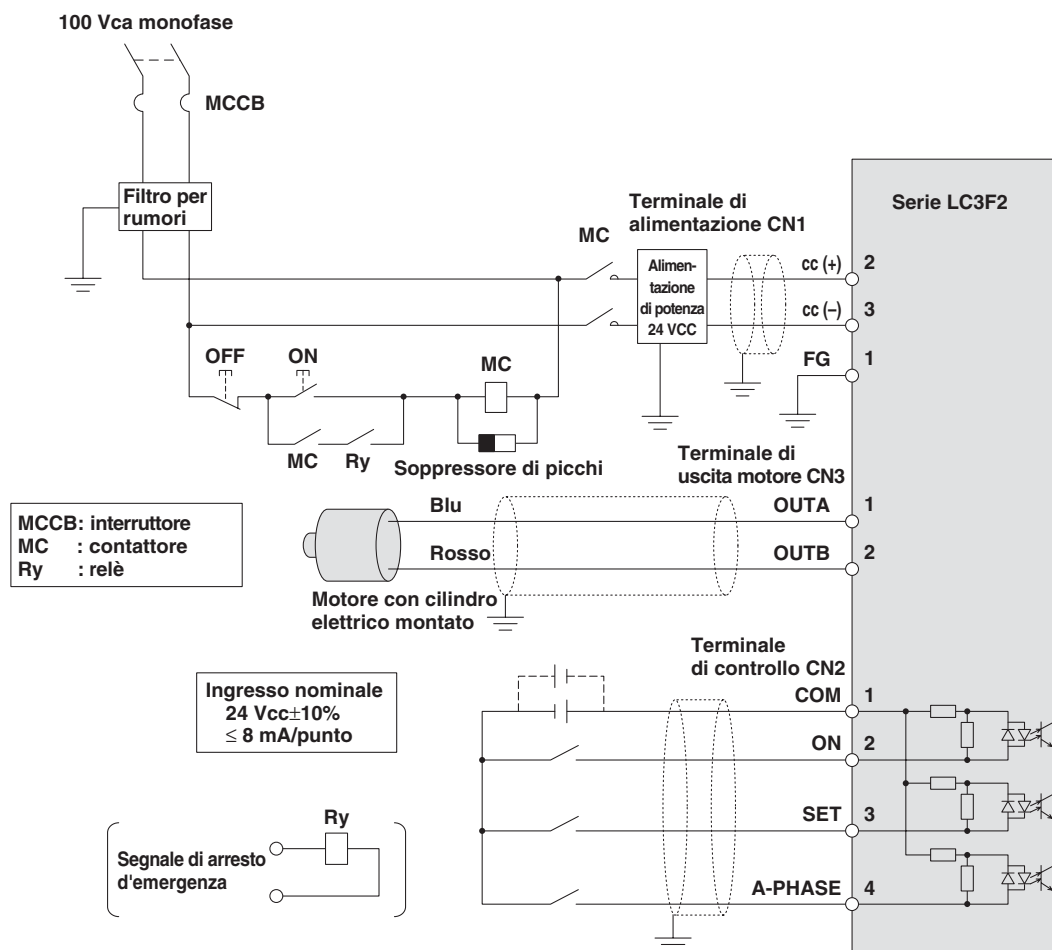 100 Vca monofase
MCCB
Filtro per
rumori
Serie LC3F2
Terminale di
alimentazione CN1
MC
Alimen-
tazione
di potenza
24 VCC
cc (+)
2
cc (–)
3
FG
1
OFF
ON
MC
MC
Ry
Soppressore di picchi
Terminale di
uscita motore CN3
Blu
OUTA
1
Rosso
OUTB
2
Motore con cilindro
elettrico montato
MCCB: interruttore
MC : contattore
Ry : relè
Terminale
di controllo CN2
Ingresso nominale
24 Vcc±10%
≤ 8 mA/punto
COM
1
ON
2
SET
3
A-PHASE
4
Ry
Segnale di arresto
d'emergenza